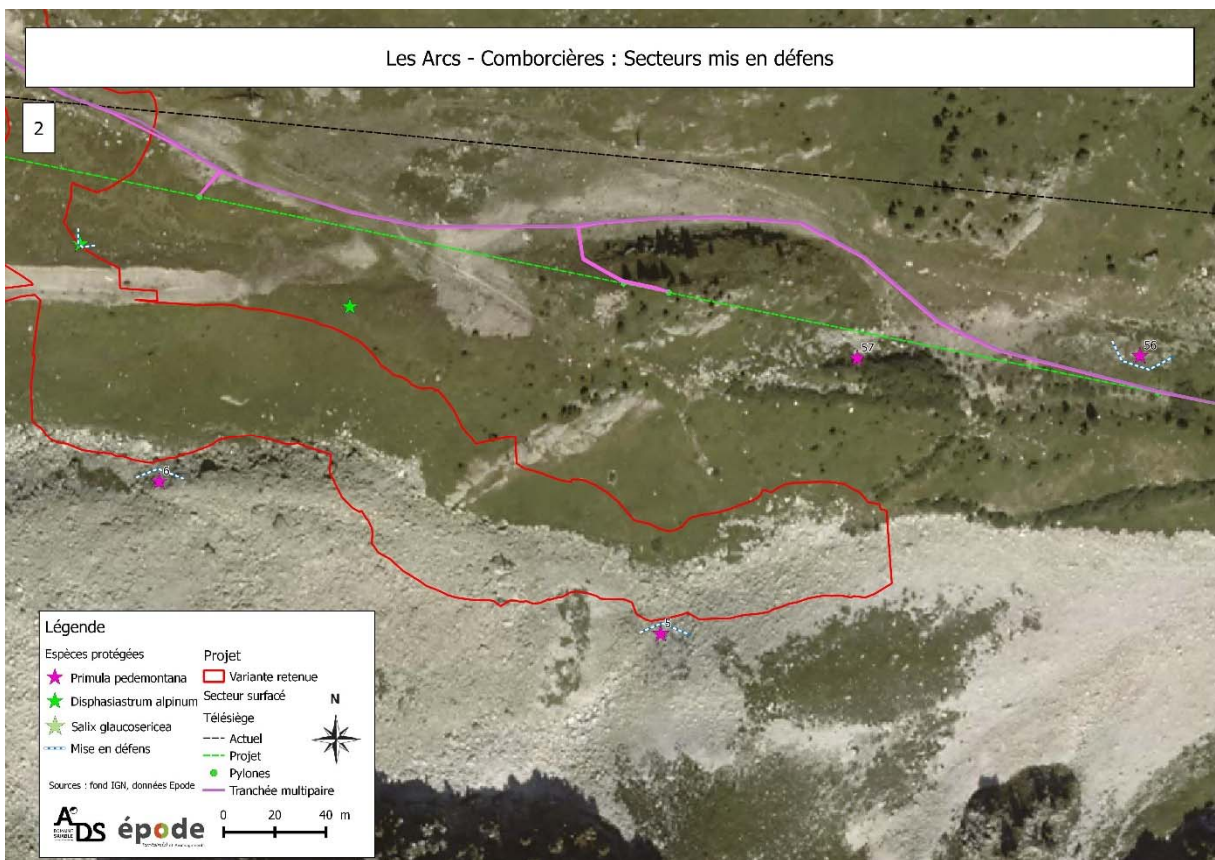 Les Arcs - Comborcières : Secteurs mis en défens
2
57
56
6
5
Légende
Espèces protégées
Primula pedemontana
Disphasiastrum alpinum
Salix glaucosericea
Mise en défens
Projet
Variante retenue
Secteur surfacé
Télésiège
Actuel
Projet
Pylones
Tranchée multipaire
N
Sources : fond IGN, données Epode
ADS
DOMAINE SKIABLE
épode
0 20 40 m